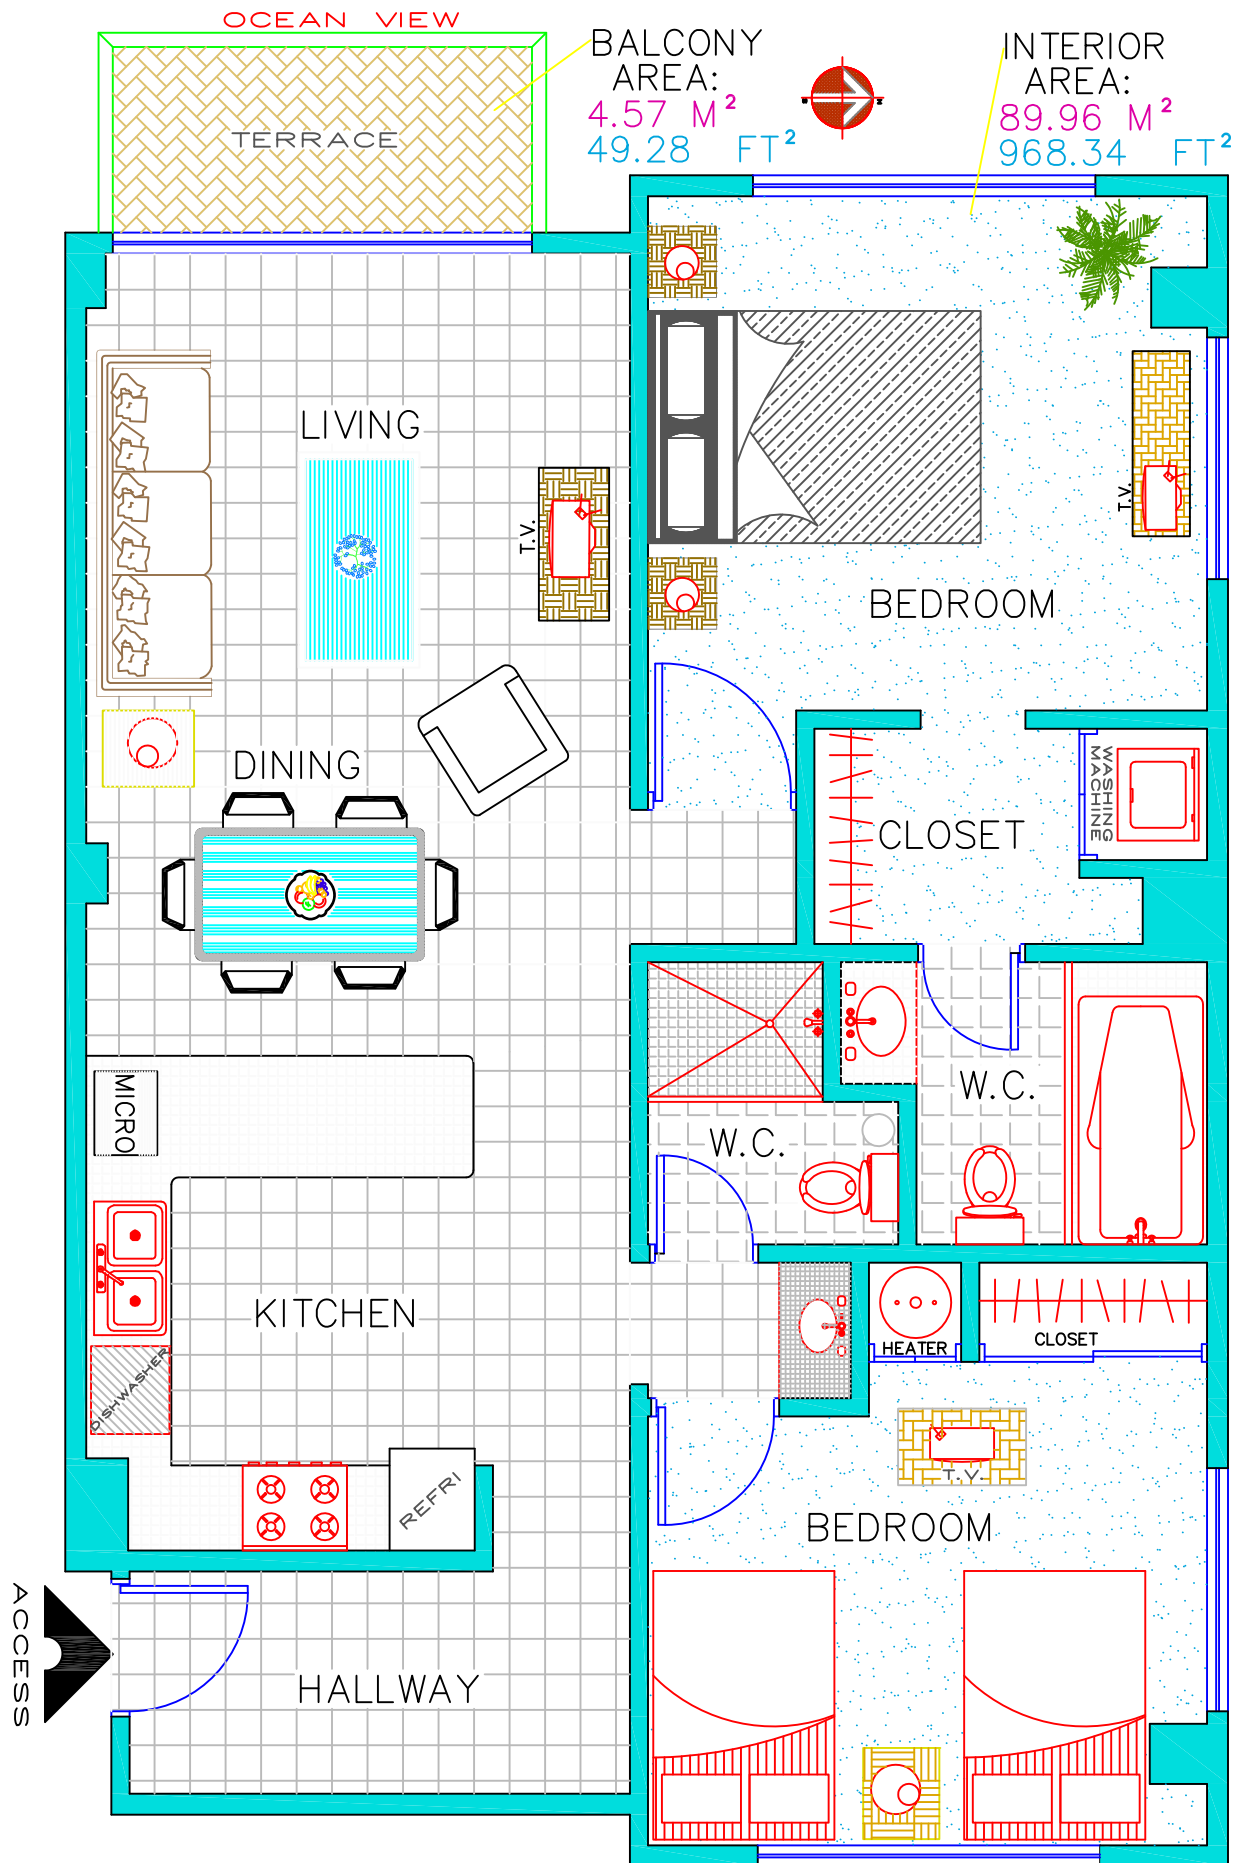 OCEAN VIEW
BALCONY
AREA:
4.57 M²
49.28 FT²
INTERIOR
AREA:
89.96 M²
968.34 FT²
TERRACE
LIVING
T.V.
T.V.
BEDROOM
DINING
WASHING
MACHINE
CLOSET
MICRO
W.C.
W.C.
KITCHEN
HEATER
CLOSET
DISHWASHER
REFRI
T.V.
BEDROOM
ACCESS
HALLWAY